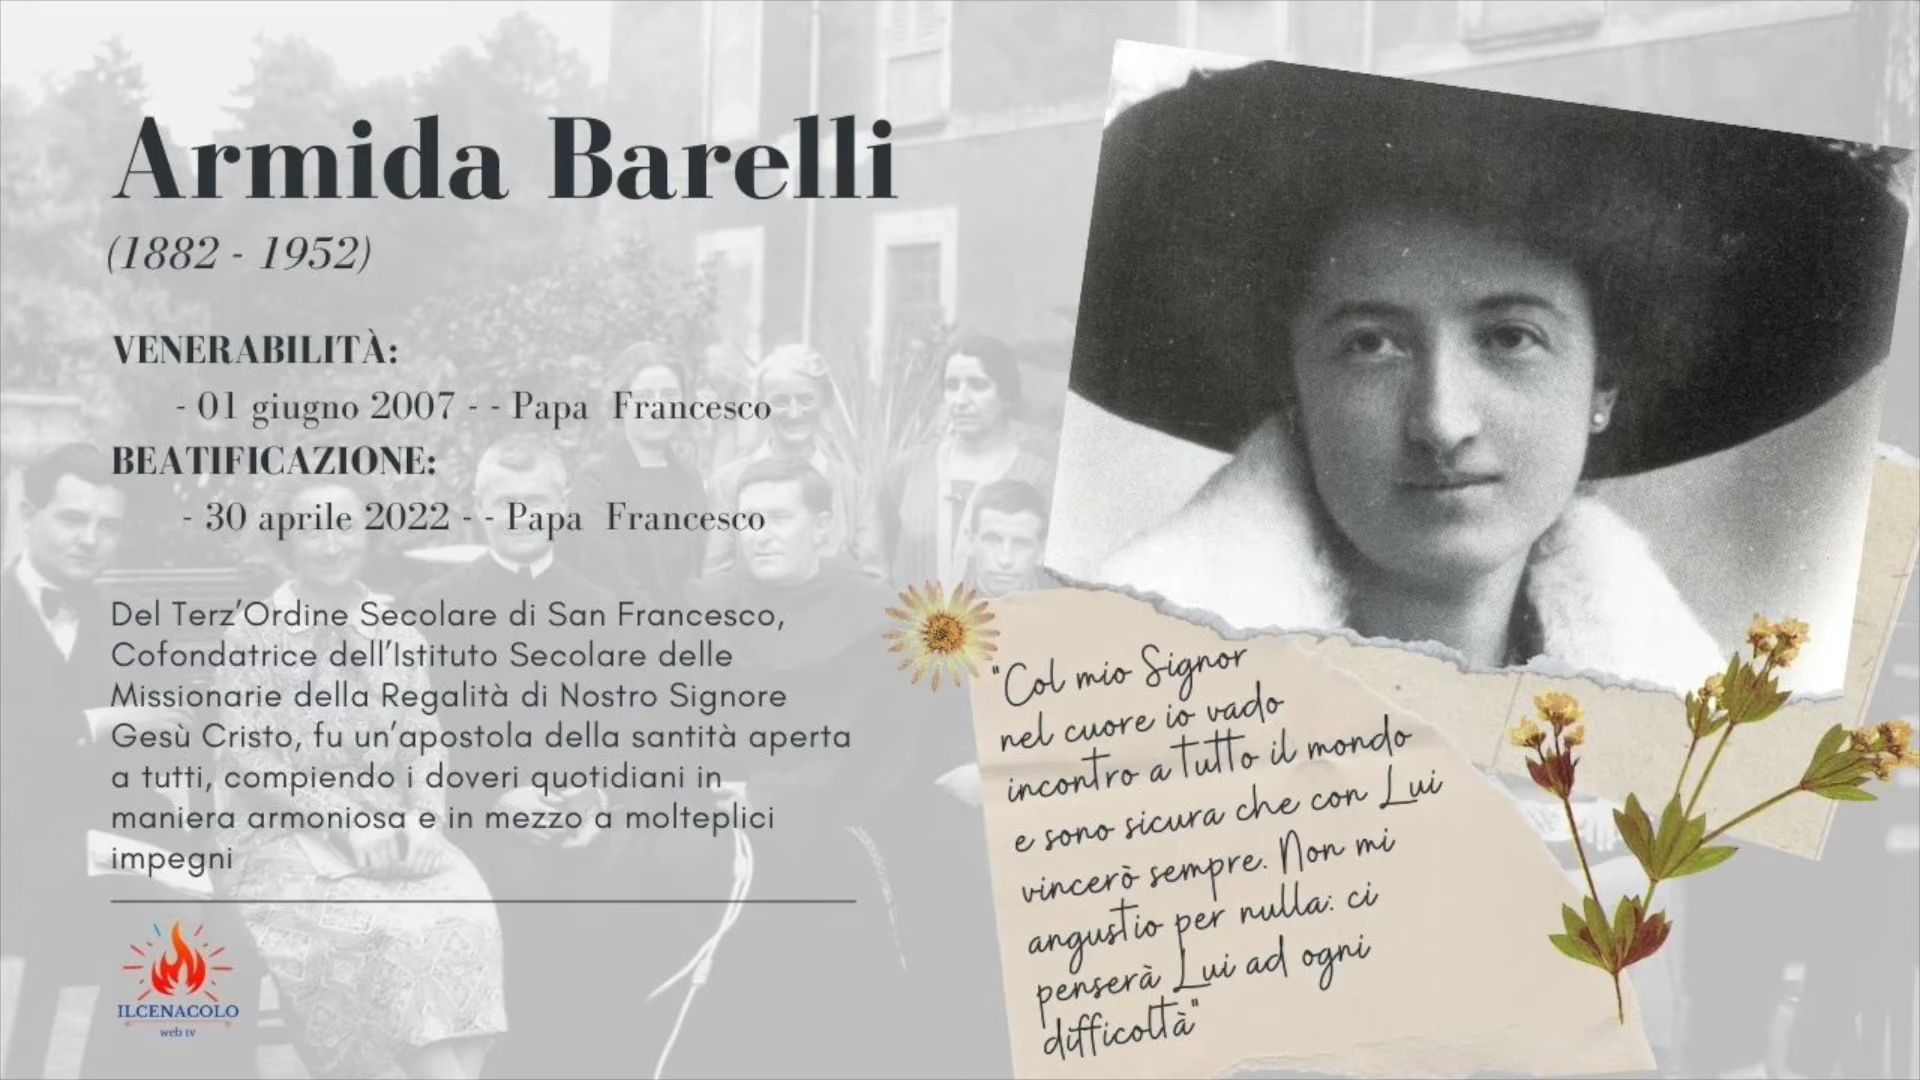 Armida Barelli
(1882 - 1952)
VENERABILITÀ:
- 01 giugno 2007 - - Papa Francesco
BEATIFICAZIONE:
- 30 aprile 2022 - - Papa Francesco
Del Terz'Ordine Secolare di San Francesco,
Cofondatrice dell'Istituto Secolare delle
Missionarie della Regalità di Nostro Signore
Gesù Cristo, fu un'apostola della santità aperta
a tutti, compiendo i doveri quotidiani in
maniera armoniosa e in mezzo a molteplici
impegni
ILCENACOLO
web tv
"Col mio Signor
nel cuore io vado
incontro a tutto il mondo
e sono sicura che con Lui
vincerò sempre. Non mi
angustio per nulla: ci
penserà Lui ad ogni
difficoltà"